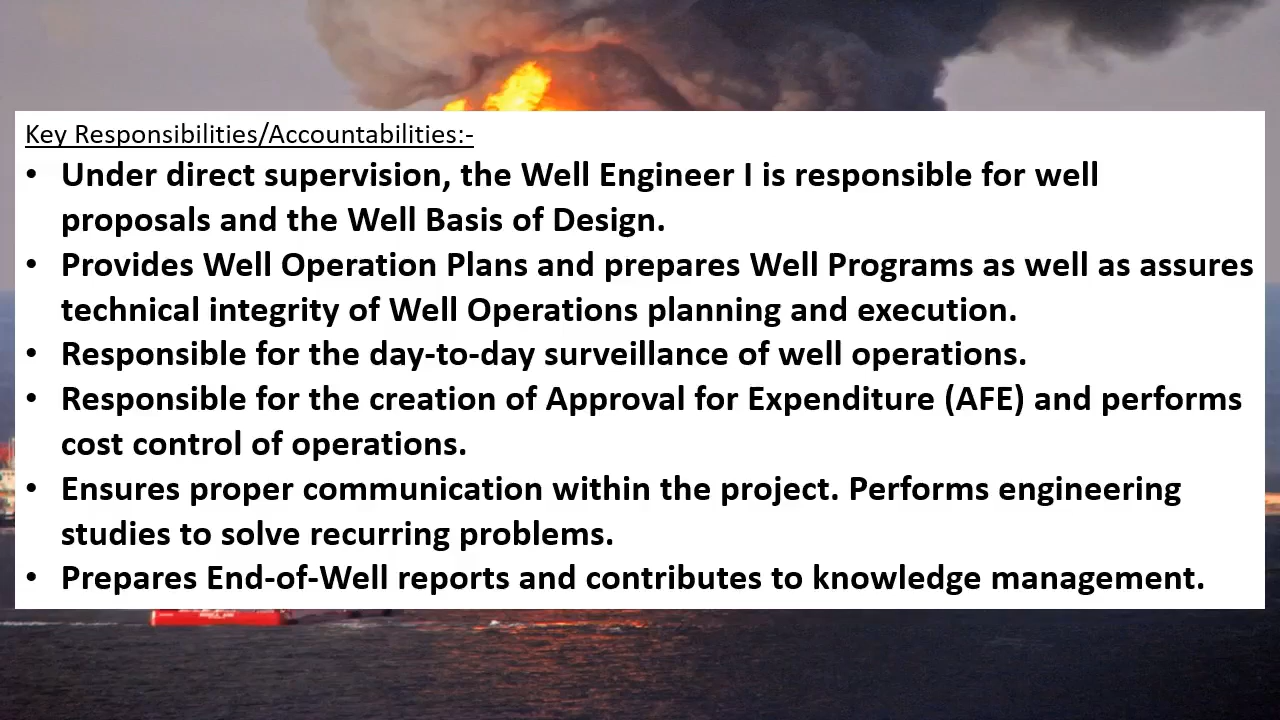 Key Responsibilities/Accountabilities:-
• Under direct supervision, the Well Engineer I is responsible for well
proposals and the Well Basis of Design.
• Provides Well Operation Plans and prepares Well Programs as well as assures
technical integrity of Well Operations planning and execution.
• Responsible for the day-to-day surveillance of well operations.
• Responsible for the creation of Approval for Expenditure (AFE) and performs
cost control of operations.
• Ensures proper communication within the project. Performs engineering
studies to solve recurring problems.
• Prepares End-of-Well reports and contributes to knowledge management.